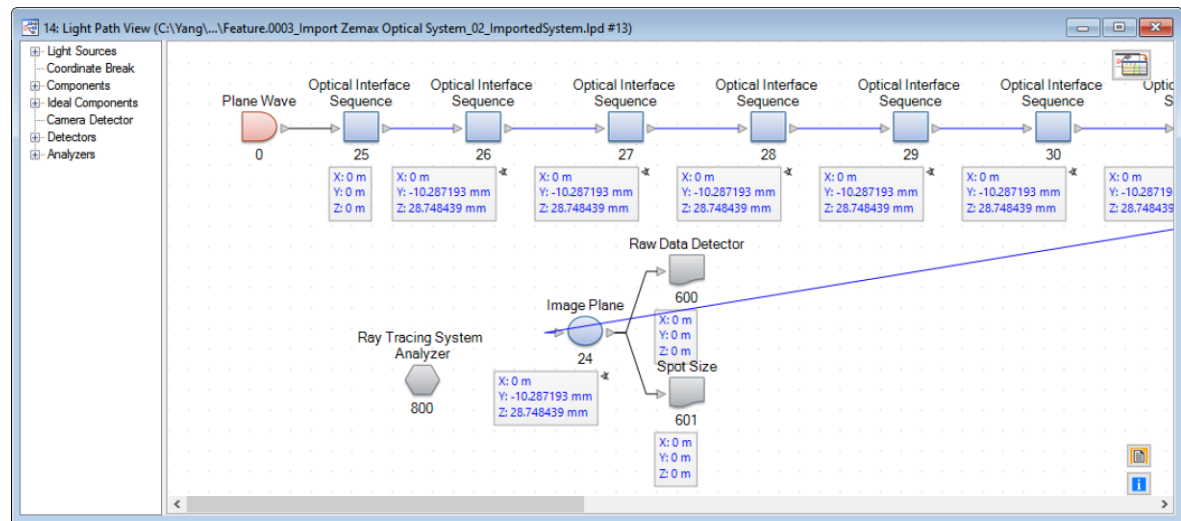 14: Light Path View (C:\Yang\...\Feature.0003_Import Zemax Optical System_02_ImportedSystem.lpd #13)
Light Sources
Coordinate Break
Components
Ideal Components
Camera Detector
Detectors
Analyzers
Plane Wave
0
Optical Interface
Sequence
25
X: 0 m
Y: 0 m
Z: 0 m
Optical Interface
Sequence
26
X: 0 m
Y: -10.287193 mm
Z: 28.748439 mm
Optical Interface
Sequence
27
X: 0 m
Y: -10.287193 mm
Z: 28.748439 mm
Optical Interface
Sequence
28
X: 0 m
Y: -10.287193 mm
Z: 28.748439 mm
Optical Interface
Sequence
29
X: 0 m
Y: -10.287193 mm
Z: 28.748439 mm
Optical Interface
Sequence
30
X: 0 m
Y: -10.287193 mm
Z: 28.748439 mm
Optic
S
X: 0 m
Y: -10.28719
Z: 28.748439
Raw Data Detector
600
X: 0 m
Y: 0 m
Z: 0 m
Image Plane
24
X: 0 m
Y: -10.287193 mm
Z: 28.748439 mm
Ray Tracing System
Analyzer
800
Spot Size
601
X: 0 m
Y: 0 m
Z: 0 m